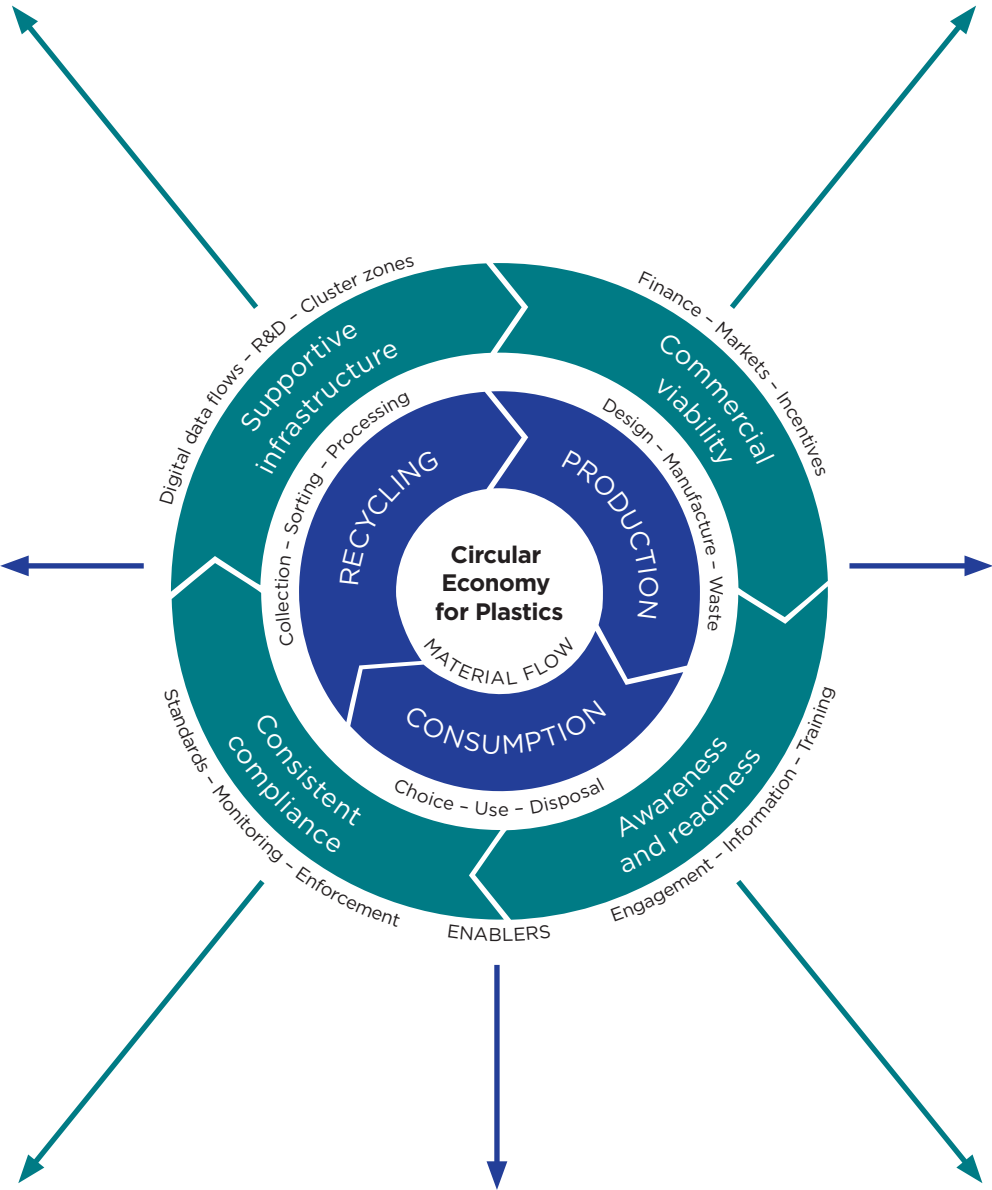 Digital data flows – R&D – Cluster zones
Finance – Markets – Incentives
Supportive
infrastructure
Commercial
viability
Collection – Sorting – Processing
Design – Manufacture – Waste
RECYCLING
PRODUCTION
Circular
Economy
for Plastics
MATERIAL FLOW
CONSUMPTION
Choice – Use – Disposal
Consistent
compliance
Awareness
and readiness
Standards – Monitoring – Enforcement
Engagement – Information – Training
ENABLERS